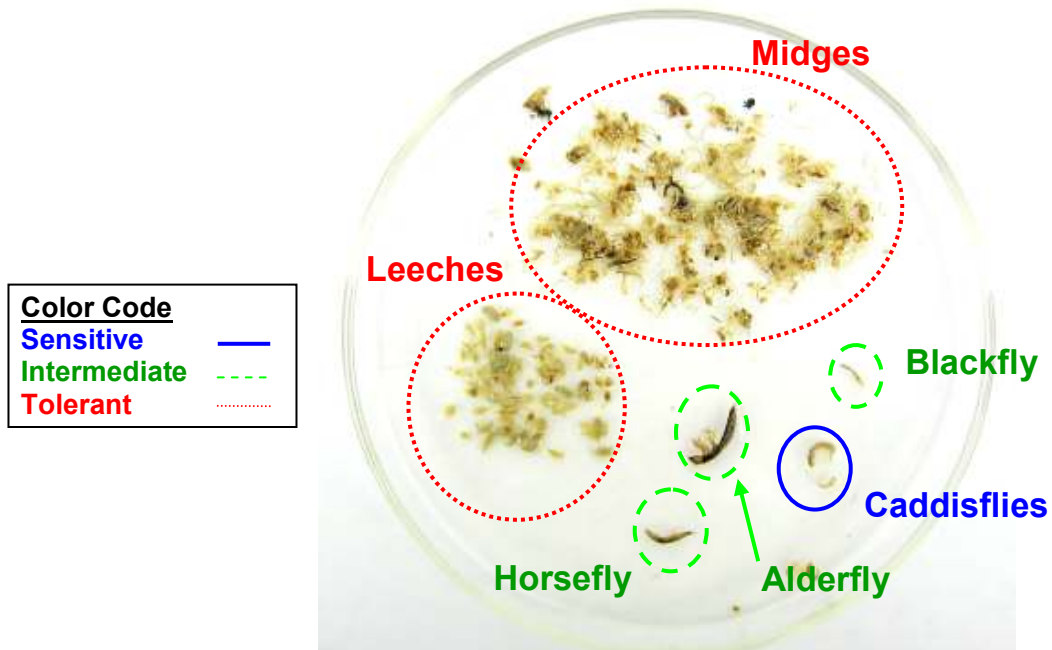 Midges
Leeches
Color Code
Sensitive
Intermediate
Tolerant
Blackfly
Caddisflies
Horsefly
Alderfly